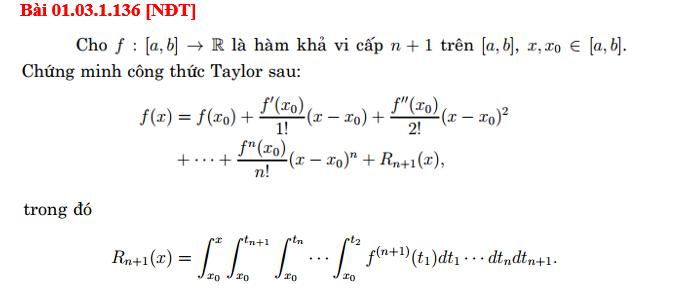 Bài 01.03.1.136 [NĐT]
Cho $f : [a, b] \to \mathbb{R}$ là hàm khả vi cấp $n + 1$ trên $[a, b]$, $x, x_0 \in [a, b]$.
Chứng minh công thức Taylor sau:
$f(x) = f(x_0) + \frac{f'(x_0)}{1!}(x - x_0) + \frac{f''(x_0)}{2!}(x - x_0)^2$
$+ \cdots + \frac{f^n(x_0)}{n!}(x - x_0)^n + R_{n+1}(x),$
trong đó
$R_{n+1}(x) = \int_{x_0}^{x} \int_{x_0}^{t_{n+1}} \int_{x_0}^{t_n} \cdots \int_{x_0}^{t_2} f^{(n+1)}(t_1) dt_1 \cdots dt_n dt_{n+1}.$